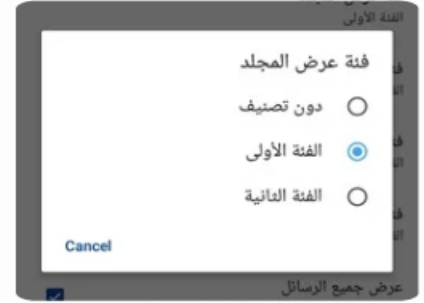 الفئة الأولى
فئة عرض المجلد
دون تصنيف
الفئة الأولى
الفئة الثانية
Cancel
عرض جميع الرسائل